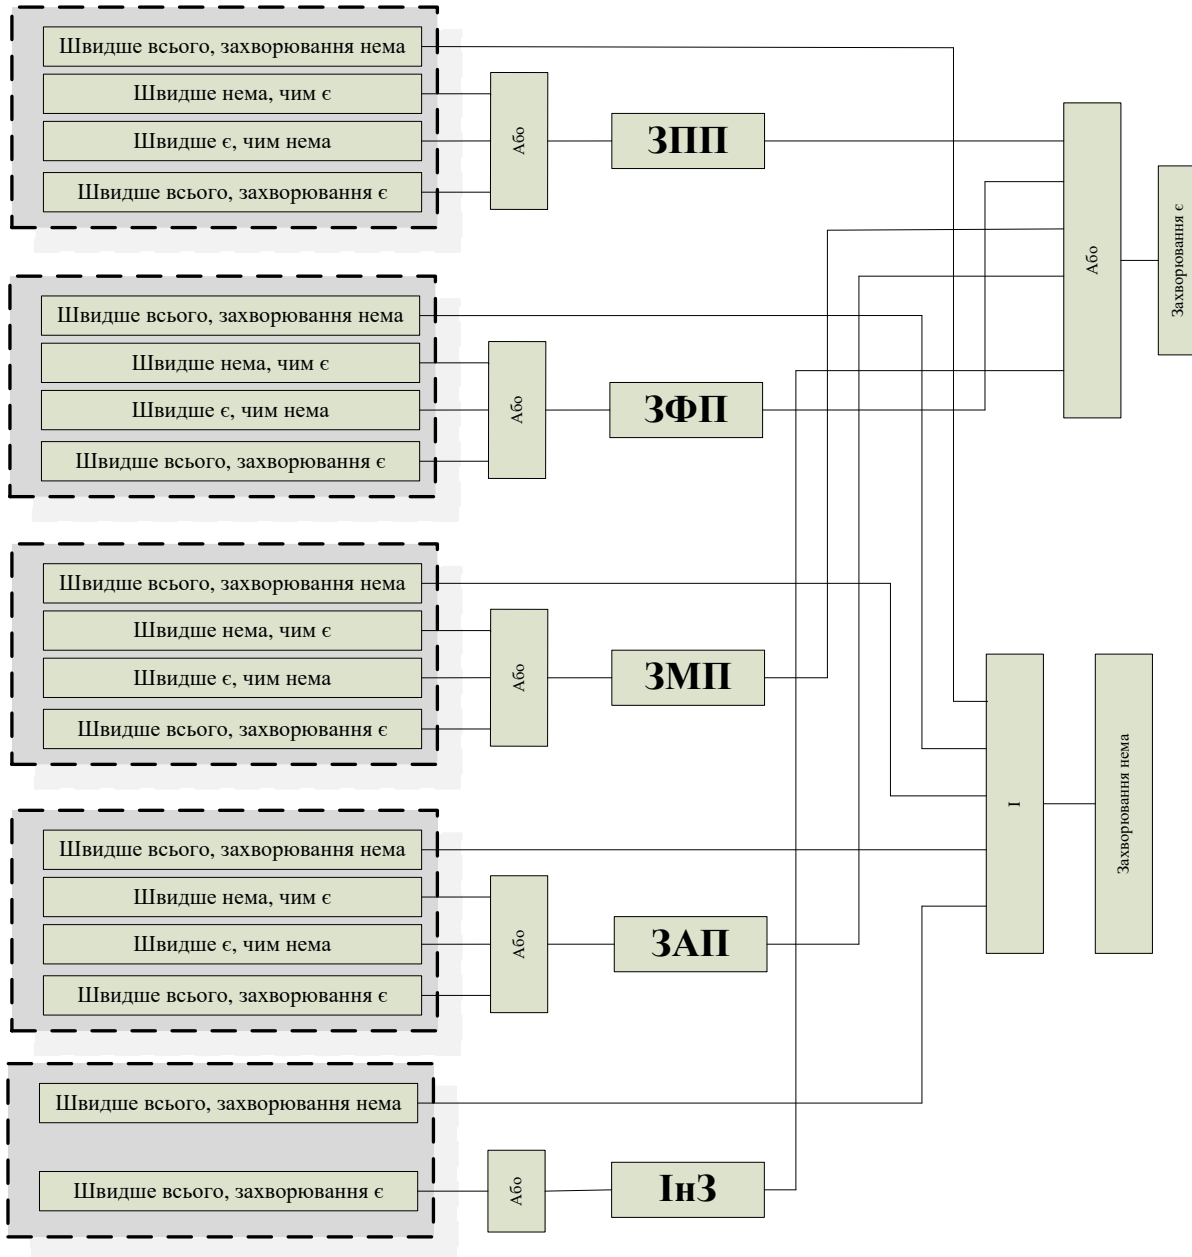 Швидше всього, захворювання нема
Швидше нема, чим є
Швидше є, чим нема
Швидше всього, захворювання є
Або
ЗПП
Швидше всього, захворювання нема
Швидше нема, чим є
Швидше є, чим нема
Швидше всього, захворювання є
Або
ЗФП
Швидше всього, захворювання нема
Швидше нема, чим є
Швидше є, чим нема
Швидше всього, захворювання є
Або
ЗМП
Швидше всього, захворювання нема
Швидше нема, чим є
Швидше є, чим нема
Швидше всього, захворювання є
Або
ЗАП
Швидше всього, захворювання нема
Швидше всього, захворювання є
Або
ІнЗ
Або
Захворювання є
І
Захворювання нема